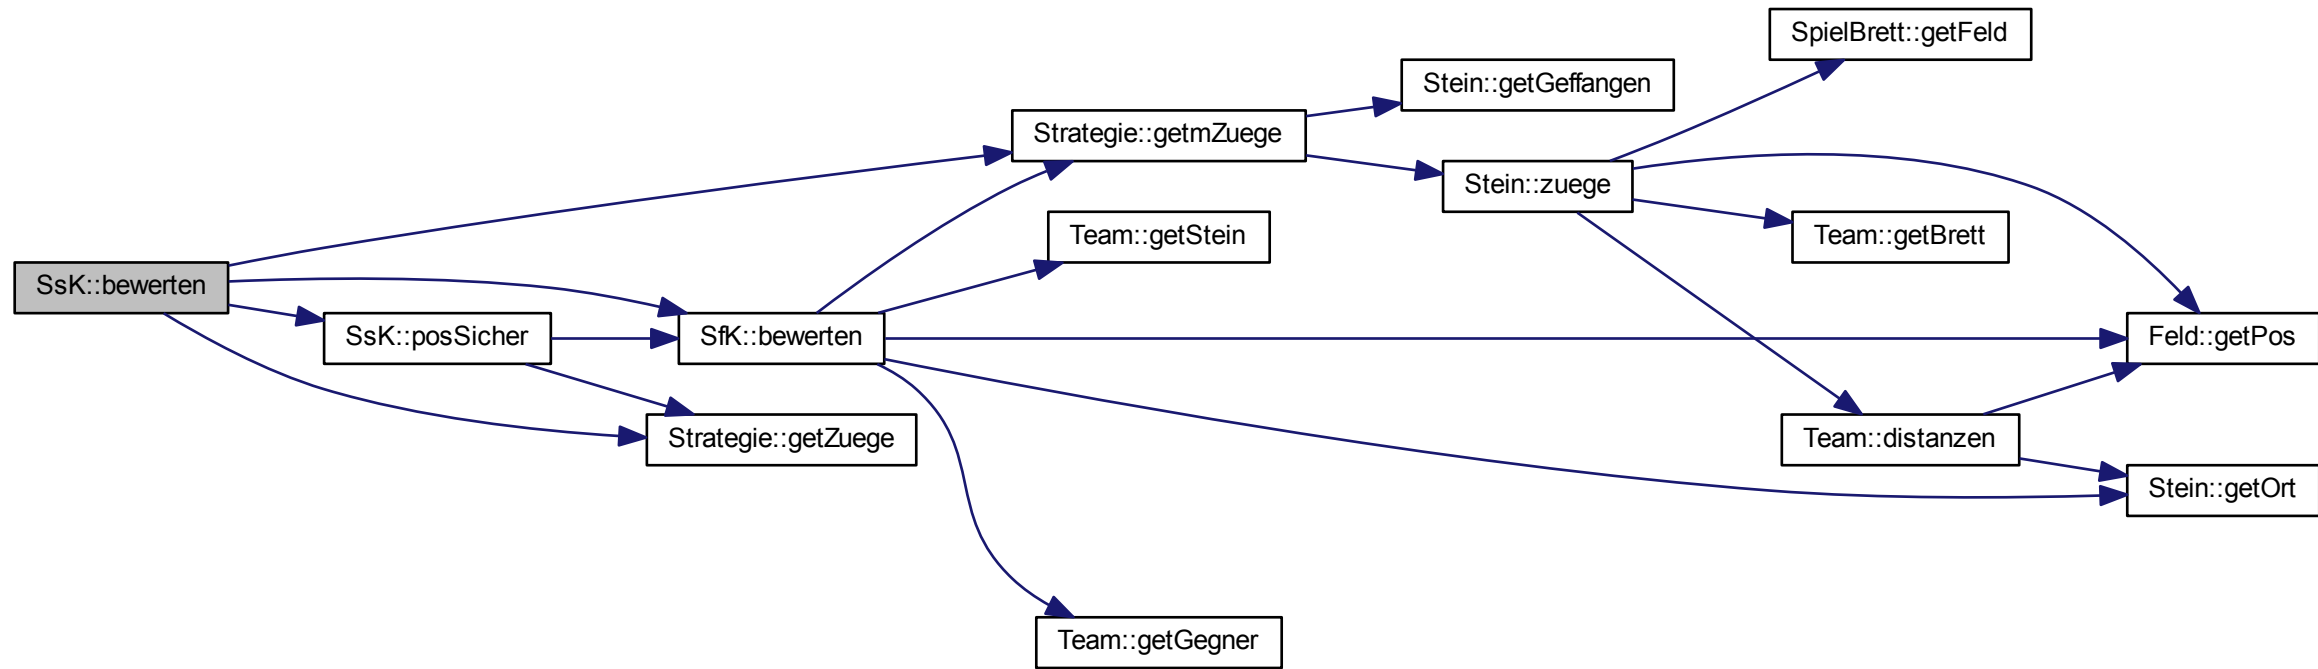 SpielBrett::getFeld
Stein::getGeffangen
Strategie::getmZuege
Stein::zuege
Team::getStein
Team::getBrett
SsK::bewerten
SsK::posSicher
SfK::bewerten
Feld::getPos
Strategie::getZuege
Team::distanzen
Stein::getOrt
Team::getGegner